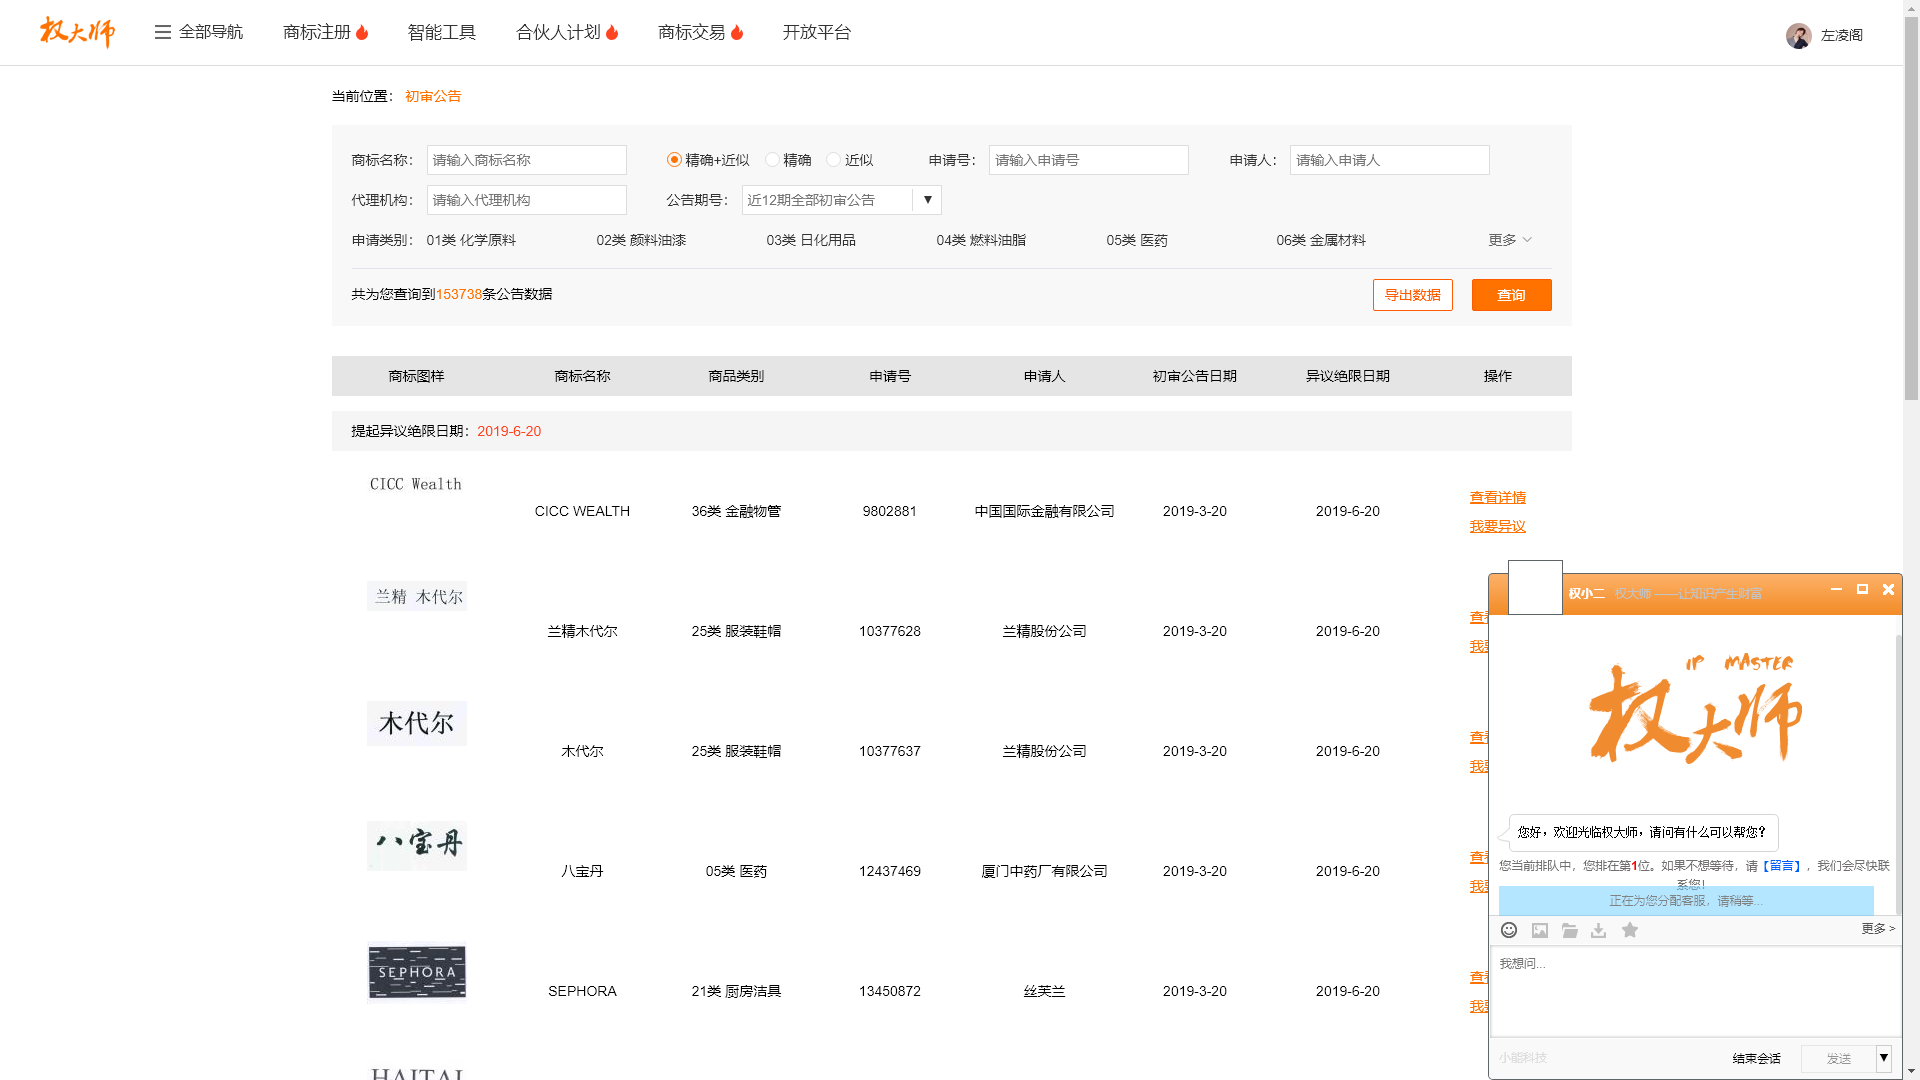 权大师 全部导航 商标注册 智能工具 合伙人计划 商标交易 开放平台 左凌阁
当前位置： 初审公告
商标名称： 请输入商标名称 精确+近似 精确 近似 申请号： 请输入申请号 申请人： 请输入申请人
代理机构： 请输入代理机构 公告期号： 近12期全部初审公告
申请类别： 01类 化学原料 02类 颜料油漆 03类 日化用品 04类 燃料油脂 05类 医药 06类 金属材料 更多
共为您查询到153738条公告数据 导出数据 查询
商标图样 商标名称 商品类别 申请号 申请人 初审公告日期 异议绝限日期 操作
提起异议绝限日期：2019-6-20
CICC Wealth
CICC WEALTH 36类 金融物管 9802881 中国国际金融有限公司 2019-3-20 2019-6-20 查看详情
我要异议
兰精 木代尔
兰精木代尔 25类 服装鞋帽 10377628 兰精股份公司 2019-3-20 2019-6-20 查
我
木代尔
木代尔 25类 服装鞋帽 10377637 兰精股份公司 2019-3-20 2019-6-20 查
我
八宝丹
八宝丹 05类 医药 12437469 厦门中药厂有限公司 2019-3-20 2019-6-20 查
我
SEPHORA
SEPHORA 21类 厨房洁具 13450872 丝芙兰 2019-3-20 2019-6-20 查
我
HAITAI
权小二 权大师 ——让知识产生财富
IP MASTER
权大师
您好，欢迎光临权大师，请问有什么可以帮您？
您当前排队中，您排在第1位。如果不想等待，请【留言】，我们会尽快联
系您！
正在为您分配客服，请稍等...
更多 >
我想问...
小能科技 结束会话 发送